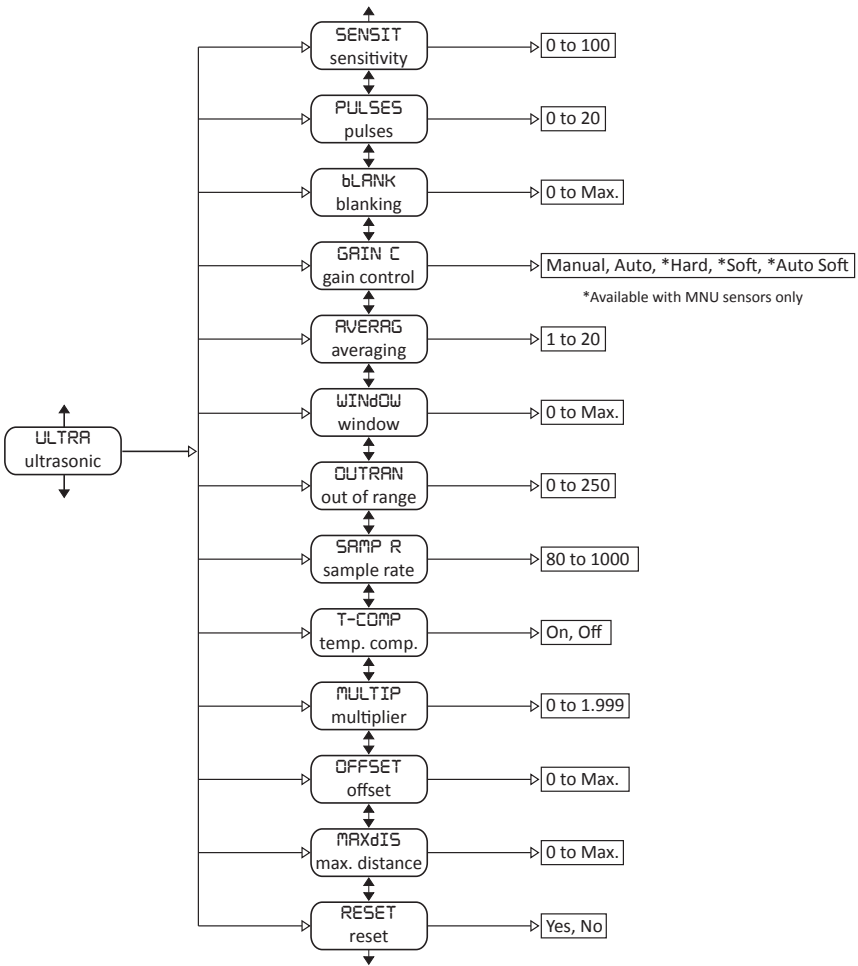 SENSIT
sensitivity
0 to 100
PULSES
pulses
0 to 20
bLANK
blanking
0 to Max.
GAIN C
gain control
Manual, Auto, *Hard, *Soft, *Auto Soft
*Available with MNU sensors only
AVERAG
averaging
1 to 20
WINdOW
window
0 to Max.
ULTRA
ultrasonic
OUTRAN
out of range
0 to 250
SAMP R
sample rate
80 to 1000
T-COMP
temp. comp.
On, Off
MULTIP
multiplier
0 to 1.999
OFFSET
offset
0 to Max.
MAXdIS
max. distance
0 to Max.
RESET
reset
Yes, No